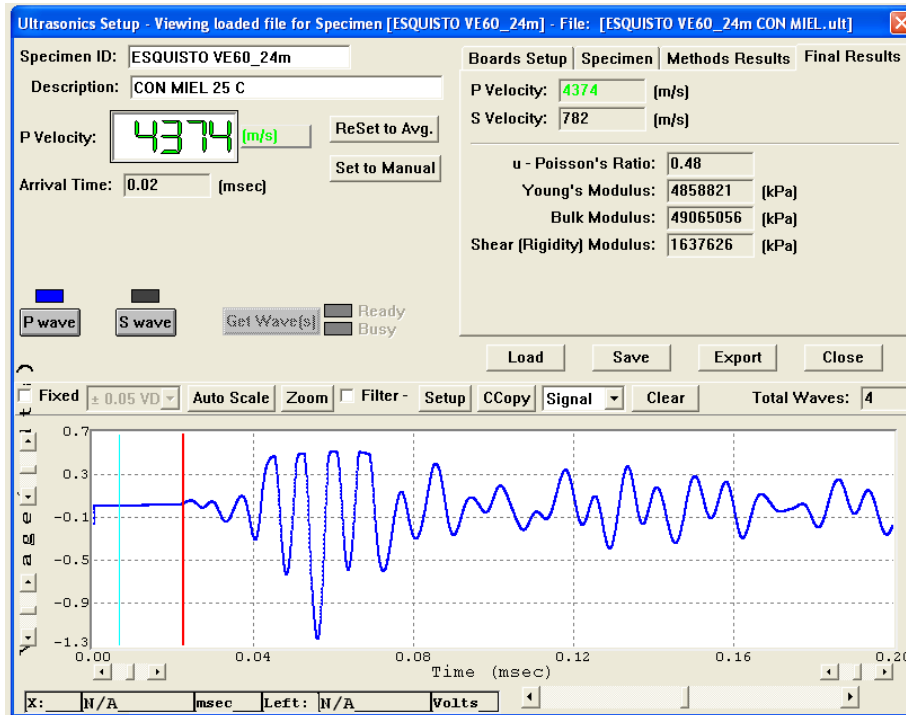 Ultrasonics Setup - Viewing loaded file for Specimen [ESQUISTO VE60_24m] - File: [ESQUISTO VE60_24m CON MIEL.ult]
Specimen ID: ESQUISTO VE60_24m
Description: CON MIEL 25 C
P Velocity: 4374 (m/s)
ReSet to Avg.
Set to Manual
Arrival Time: 0.02 (msec)
Boards Setup Specimen Methods Results Final Results
P Velocity: 4374 (m/s)
S Velocity: 782 (m/s)
u - Poisson's Ratio: 0.48
Young's Modulus: 4858821 (kPa)
Bulk Modulus: 49065056 (kPa)
Shear (Rigidity) Modulus: 1637626 (kPa)
P wave S wave Get Wave(s) Ready
Busy
Load Save Export Close
Fixed ± 0.05 VD Auto Scale Zoom Filter - Setup CCopy Signal Clear Total Waves: 4
0.7
0.3
-0.1
-0.5
-0.9
-1.3
0.00 0.04 0.08 0.12 0.16 0.20
Time (msec)
X: N/A msec Left: N/A Volts